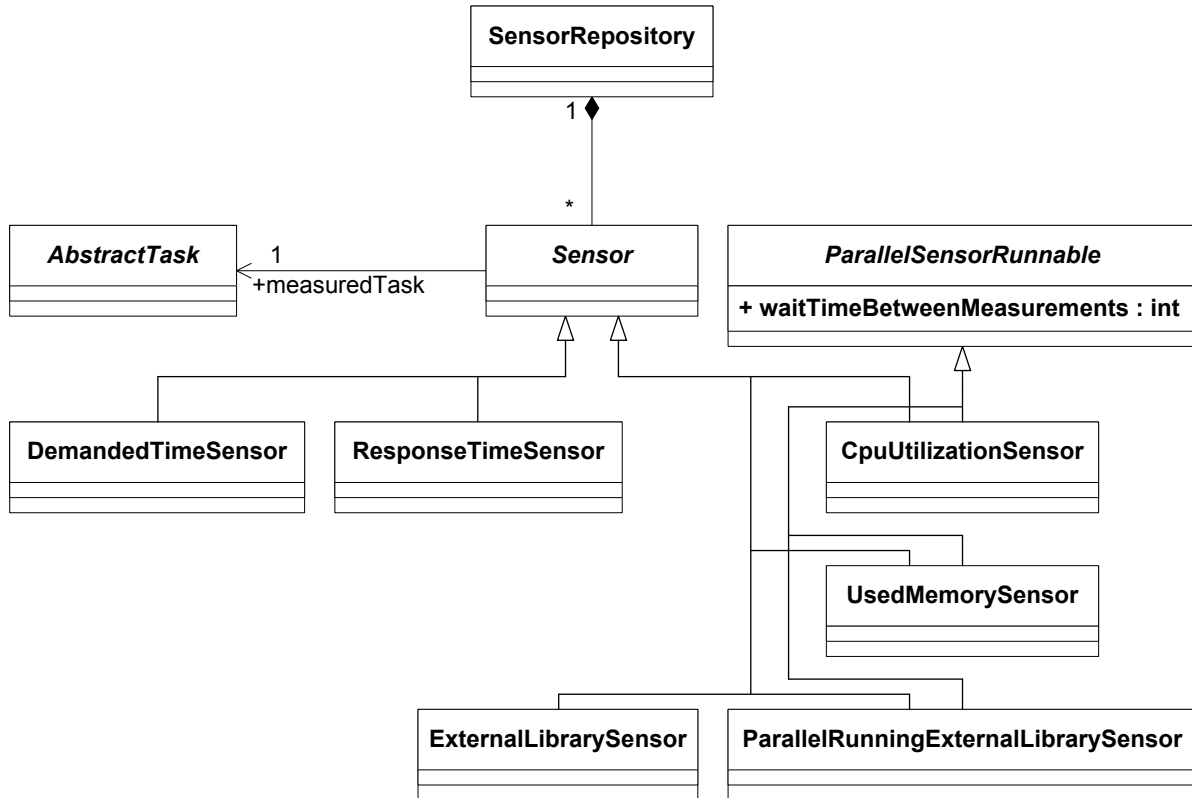 SensorRepository
1
*
AbstractTask
1
+measuredTask
Sensor
ParallelSensorRunnable
+ waitTimeBetweenMeasurements : int
DemandedTimeSensor
ResponseTimeSensor
CpuUtilizationSensor
UsedMemorySensor
ExternalLibrarySensor
ParallelRunningExternalLibrarySensor